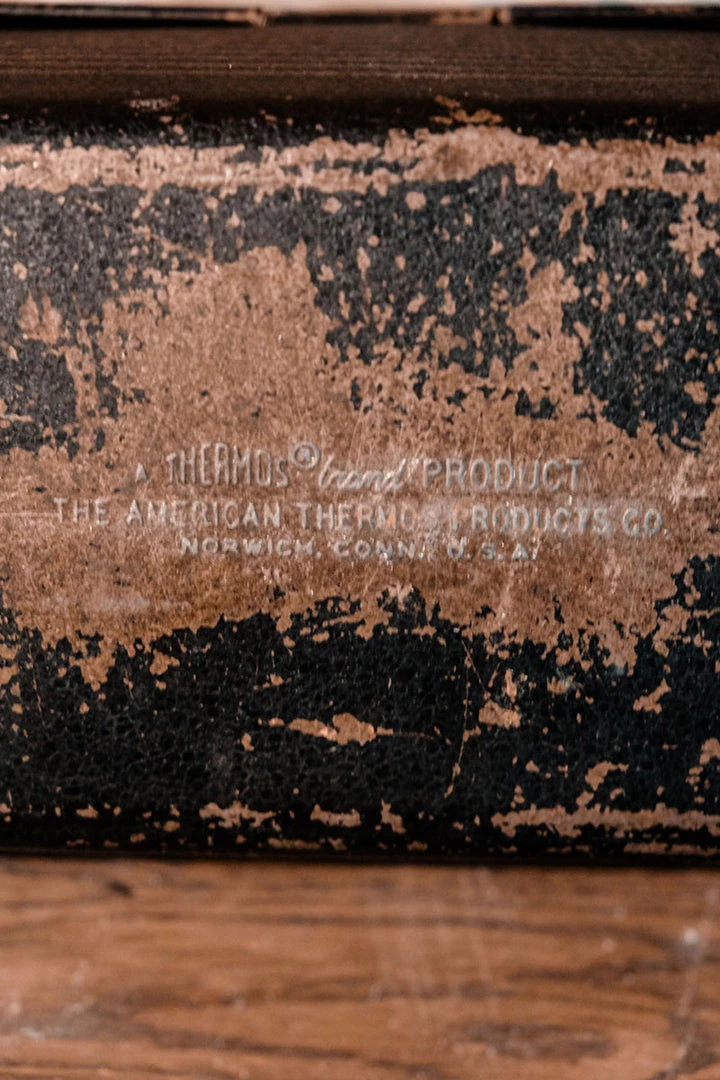 A THERMOS® brand PRODUCT
THE AMERICAN THERMOS PRODUCTS CO.
NORWICH, CONN., U.S.A.